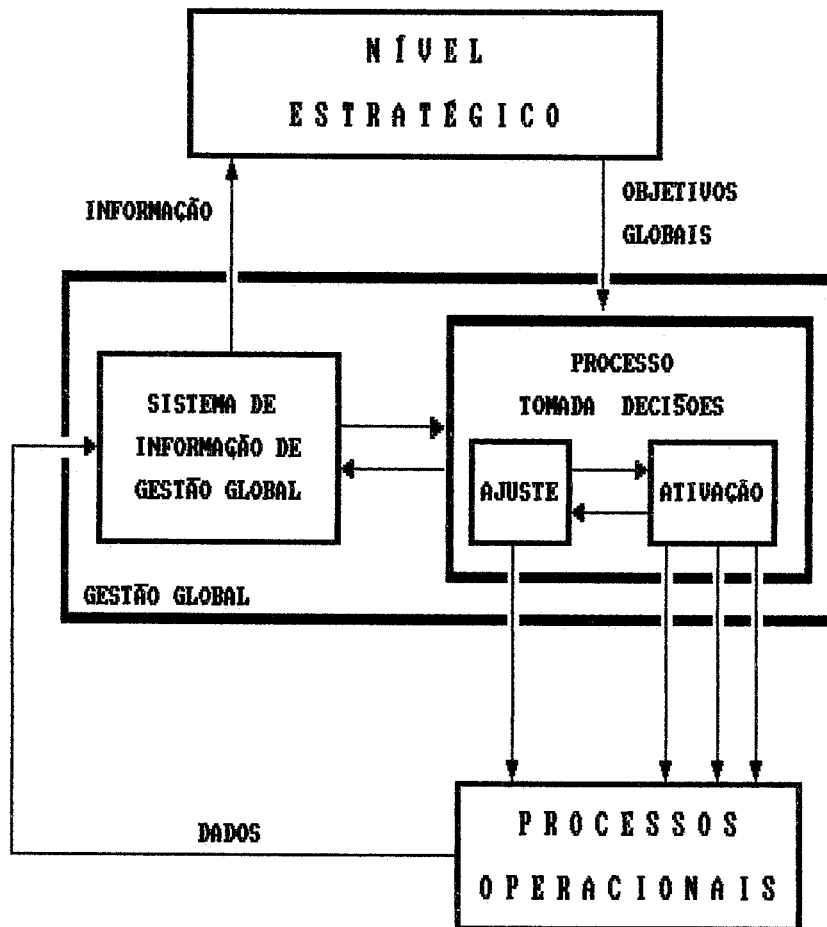 NÍVEL
ESTRATÉGICO
INFORMAÇÃO
OBJETIVOS
GLOBAIS
SISTEMA DE
INFORMAÇÃO DE
GESTÃO GLOBAL
PROCESSO
TOMADA DECISÕES
AJUSTE
ATIVAÇÃO
GESTÃO GLOBAL
DADOS
PROCESSOS
OPERACIONAIS